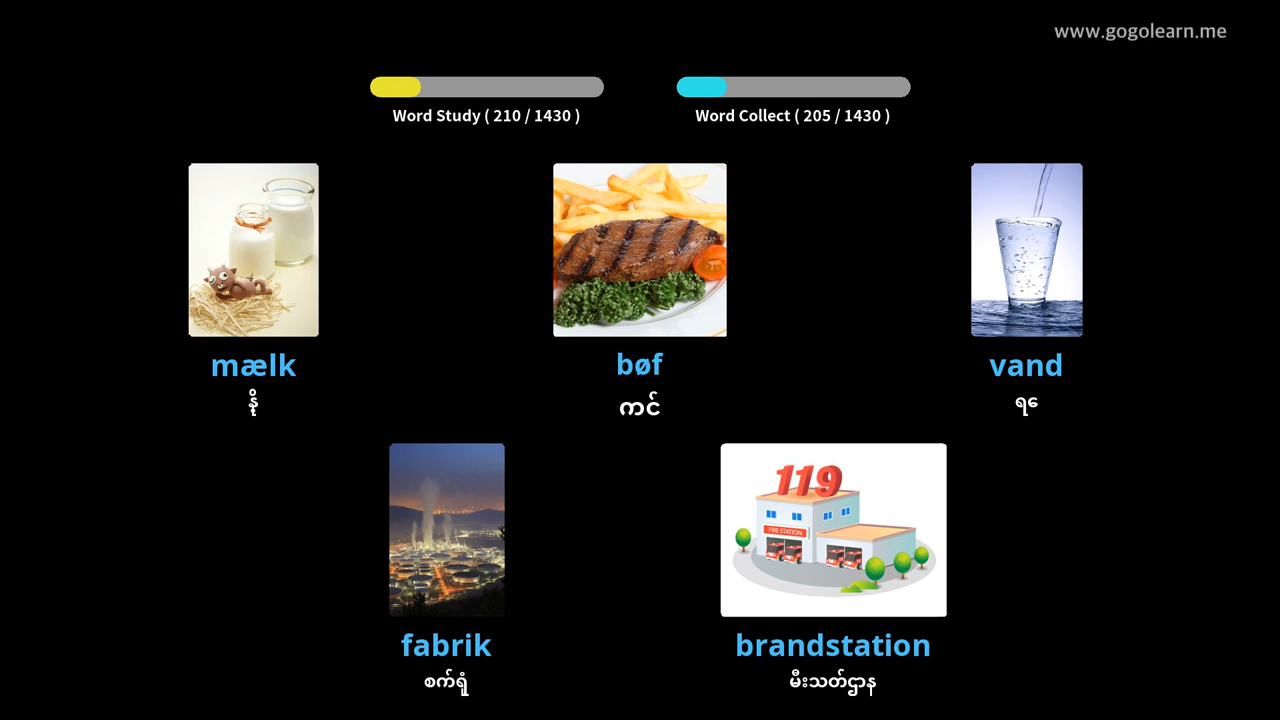 www.gogolearn.me
Word Study ( 210 / 1430 )
Word Collect ( 205 / 1430 )
mælk
နို့
bøf
ကင်
vand
ရေ
119
FIRE STATION
fabrik
စက်ရုံ
brandstation
မီးသတ်ဌာန